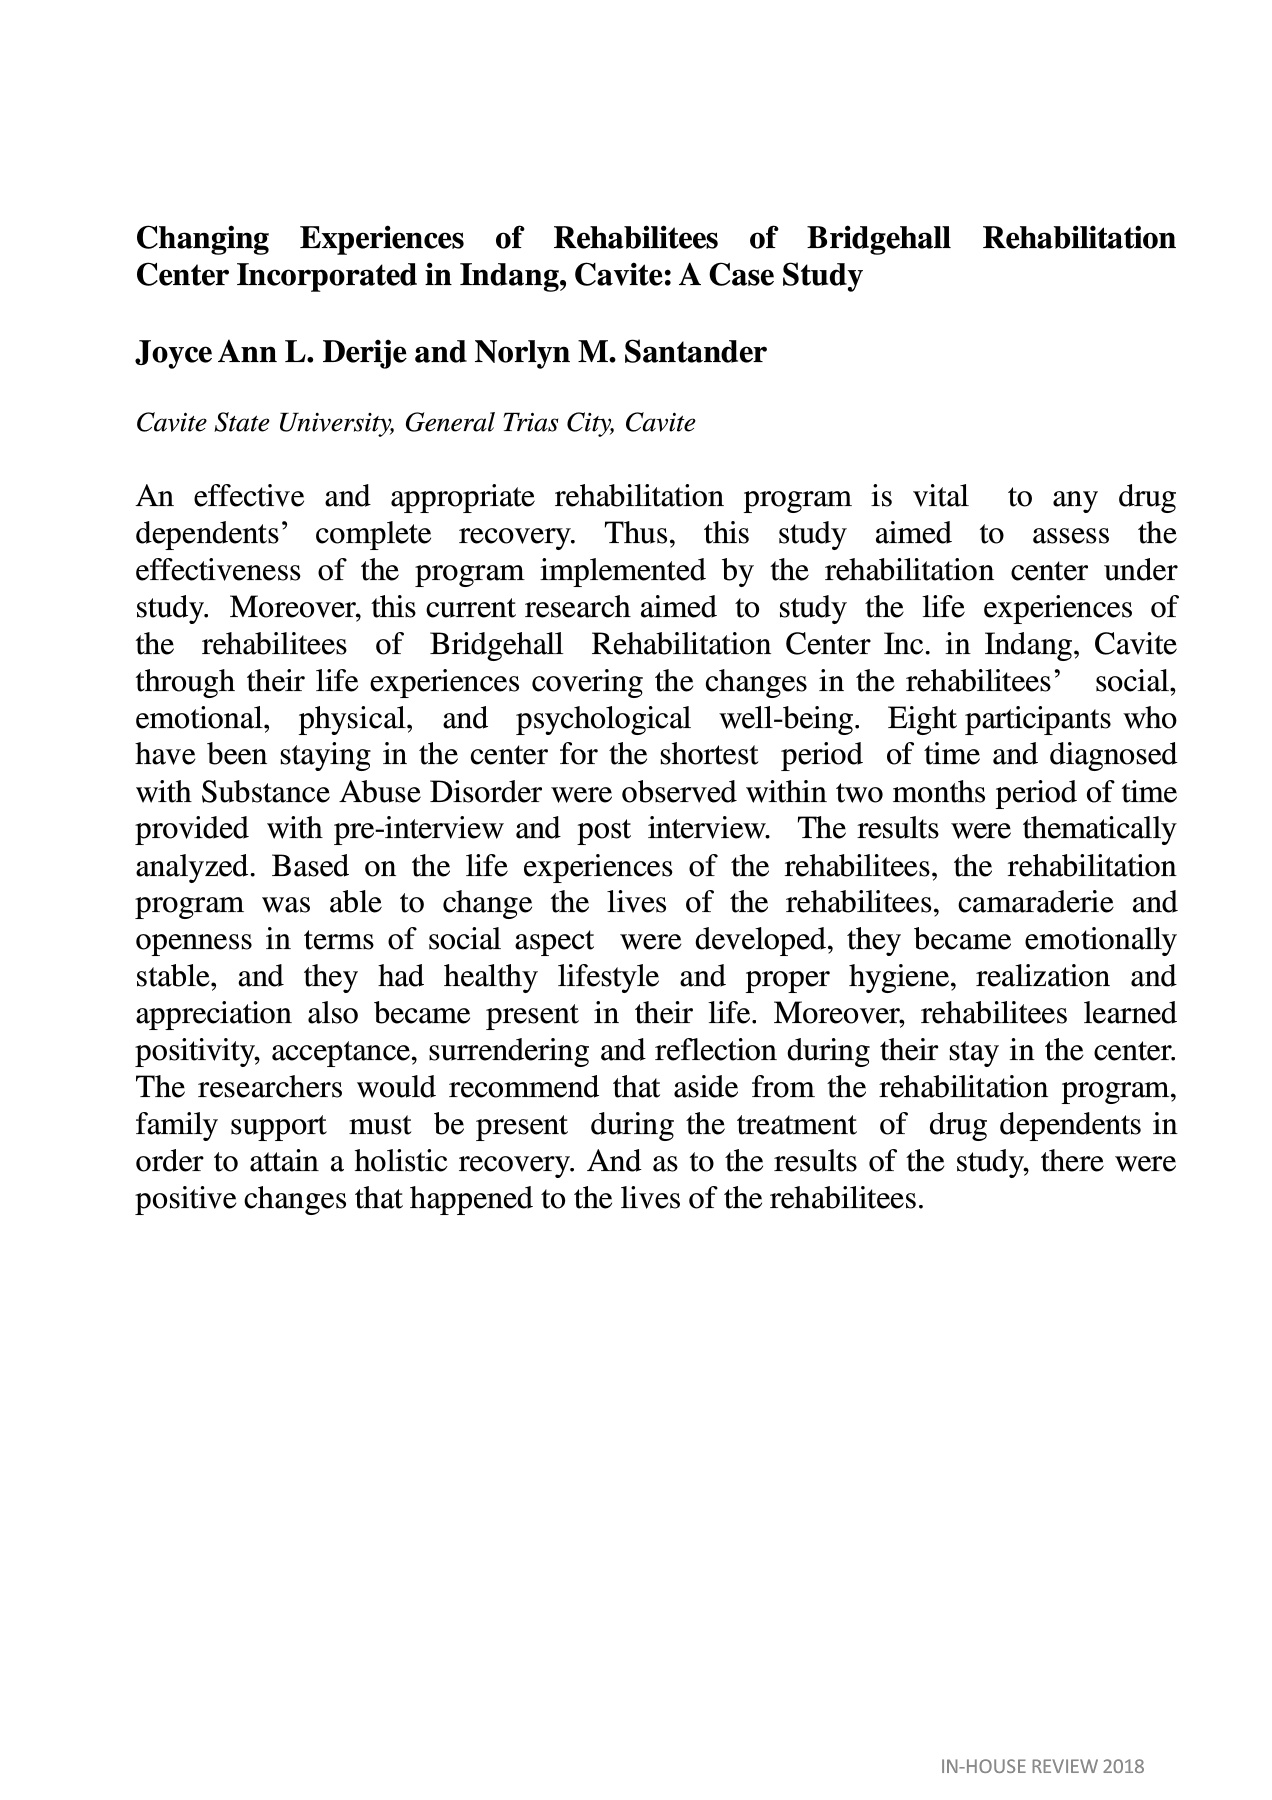 Changing Experiences of Rehabilitees of Bridgehall Rehabilitation
Center Incorporated in Indang, Cavite: A Case Study
Joyce Ann L. Derije and Norlyn M. Santander
Cavite State University, General Trias City, Cavite
An effective and appropriate rehabilitation program is vital to any drug
dependents’ complete recovery. Thus, this study aimed to assess the
effectiveness of the program implemented by the rehabilitation center under
study. Moreover, this current research aimed to study the life experiences of
the rehabilitees of Bridgehall Rehabilitation Center Inc. in Indang, Cavite
through their life experiences covering the changes in the rehabilitees’ social,
emotional, physical, and psychological well-being. Eight participants who
have been staying in the center for the shortest period of time and diagnosed
with Substance Abuse Disorder were observed within two months period of time
provided with pre-interview and post interview. The results were thematically
analyzed. Based on the life experiences of the rehabilitees, the rehabilitation
program was able to change the lives of the rehabilitees, camaraderie and
openness in terms of social aspect were developed, they became emotionally
stable, and they had healthy lifestyle and proper hygiene, realization and
appreciation also became present in their life. Moreover, rehabilitees learned
positivity, acceptance, surrendering and reflection during their stay in the center.
The researchers would recommend that aside from the rehabilitation program,
family support must be present during the treatment of drug dependents in
order to attain a holistic recovery. And as to the results of the study, there were
positive changes that happened to the lives of the rehabilitees.
IN-HOUSE REVIEW 2018